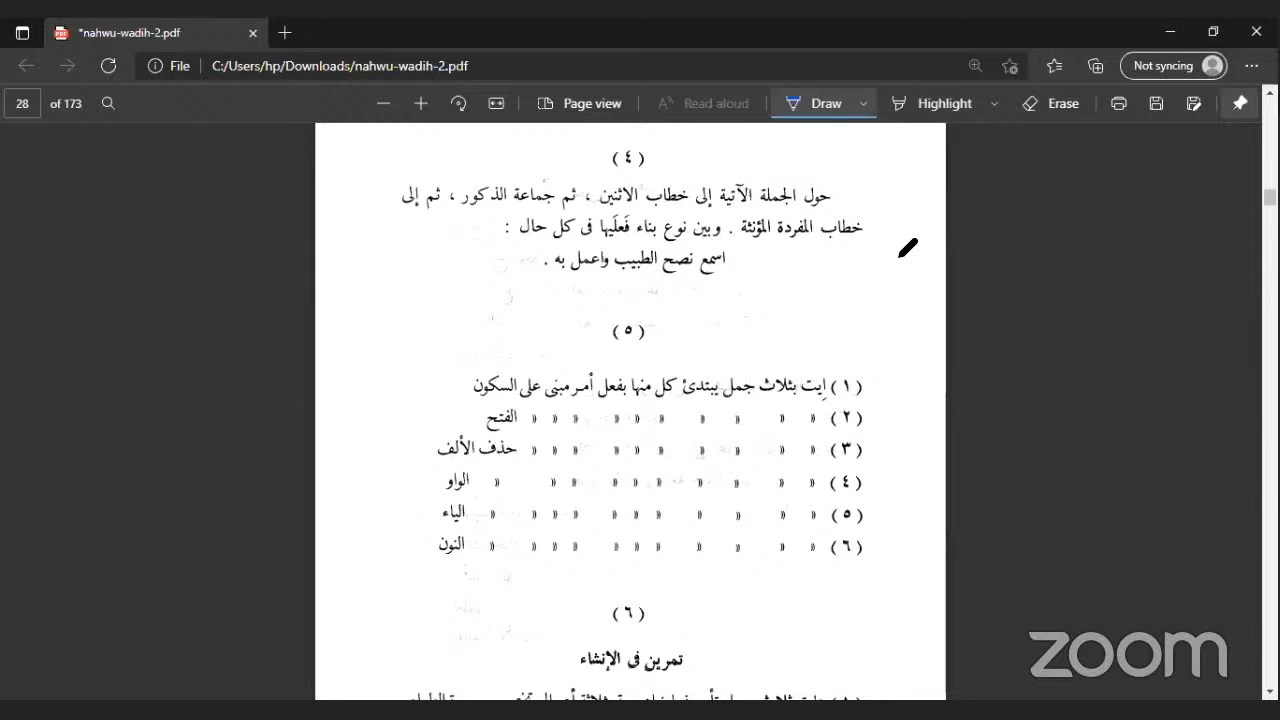 *nahwu-wadih-2.pdf
File C:/Users/hp/Downloads/nahwu-wadih-2.pdf Not syncing
28 of 173 Page view Read aloud Draw Highlight Erase
( ٤ )
حول الجملة الآتية إلى خطاب الاثنين ، ثم جماعة الذكور ، ثم إلى
خطاب المفردة المؤنثة . وبين نوع بناء فَعَلَيها فى كل حال :
اسمع نصح الطبيب واعمل به .
( ٥ )
( ١ ) اِيت بثلاث جمل يبتدئ كل منها بفعل أمر مبنى على السكون
( ٢ ) » » » » » » » » » » الفتح
( ٣ ) » » » » » » » » » » حذف الألف
( ٤ ) » » » » » » » » » » الواو
( ٥ ) » » » » » » » » » » » الياء
( ٦ ) » » » » » » » » » » » النون
( ٦ )
تمرين فى الإنشاء
zoom